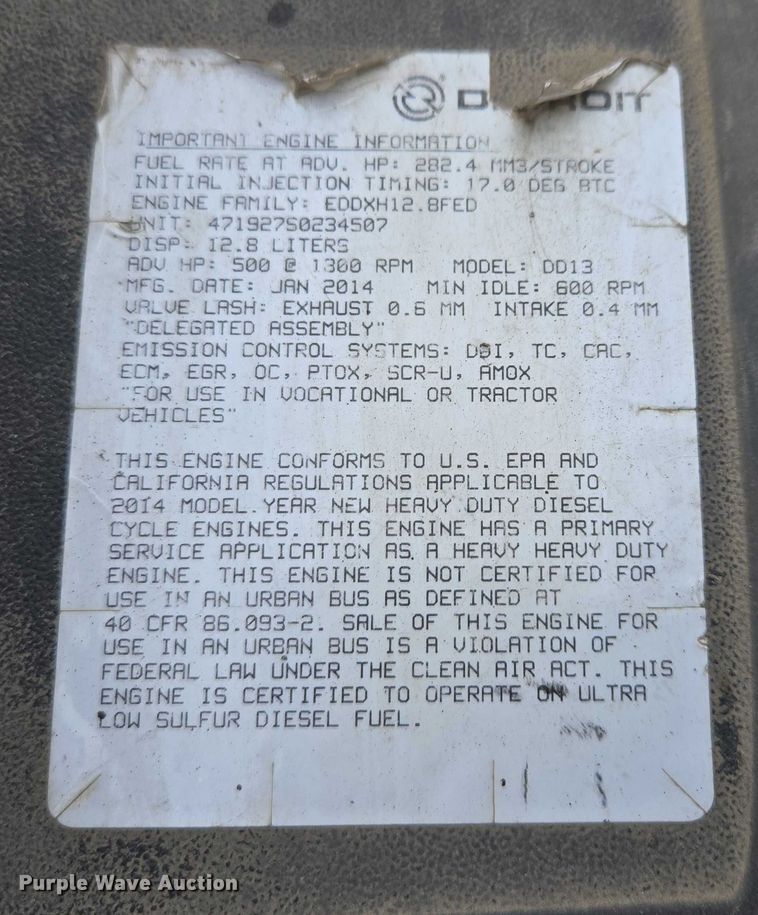 DETROIT
IMPORTANT ENGINE INFORMATION
FUEL RATE AT ADV. HP: 282.4 MM3/STROKE
INITIAL INJECTION TIMING: 17.0 DEG BTC
ENGINE FAMILY: EDDXH12.8FED
UNIT: 471927S0234507
DISP: 12.8 LITERS
ADV HP: 500 @ 1300 RPM MODEL: DD13
MFG. DATE: JAN 2014 MIN IDLE: 600 RPM
VALVE LASH: EXHAUST 0.6 MM INTAKE 0.4 MM
"DELEGATED ASSEMBLY"
EMISSION CONTROL SYSTEMS: DDI, TC, CAC,
ECM, EGR, OC, PTOX, SCR-U, AMOX
"FOR USE IN VOCATIONAL OR TRACTOR
VEHICLES"
THIS ENGINE CONFORMS TO U.S. EPA AND
CALIFORNIA REGULATIONS APPLICABLE TO
2014 MODEL YEAR NEW HEAVY DUTY DIESEL
CYCLE ENGINES. THIS ENGINE HAS A PRIMARY
SERVICE APPLICATION AS A HEAVY HEAVY DUTY
ENGINE. THIS ENGINE IS NOT CERTIFIED FOR
USE IN AN URBAN BUS AS DEFINED AT
40 CFR 86.093-2. SALE OF THIS ENGINE FOR
USE IN AN URBAN BUS IS A VIOLATION OF
FEDERAL LAW UNDER THE CLEAN AIR ACT. THIS
ENGINE IS CERTIFIED TO OPERATE ON ULTRA
LOW SULFUR DIESEL FUEL.
Purple Wave Auction